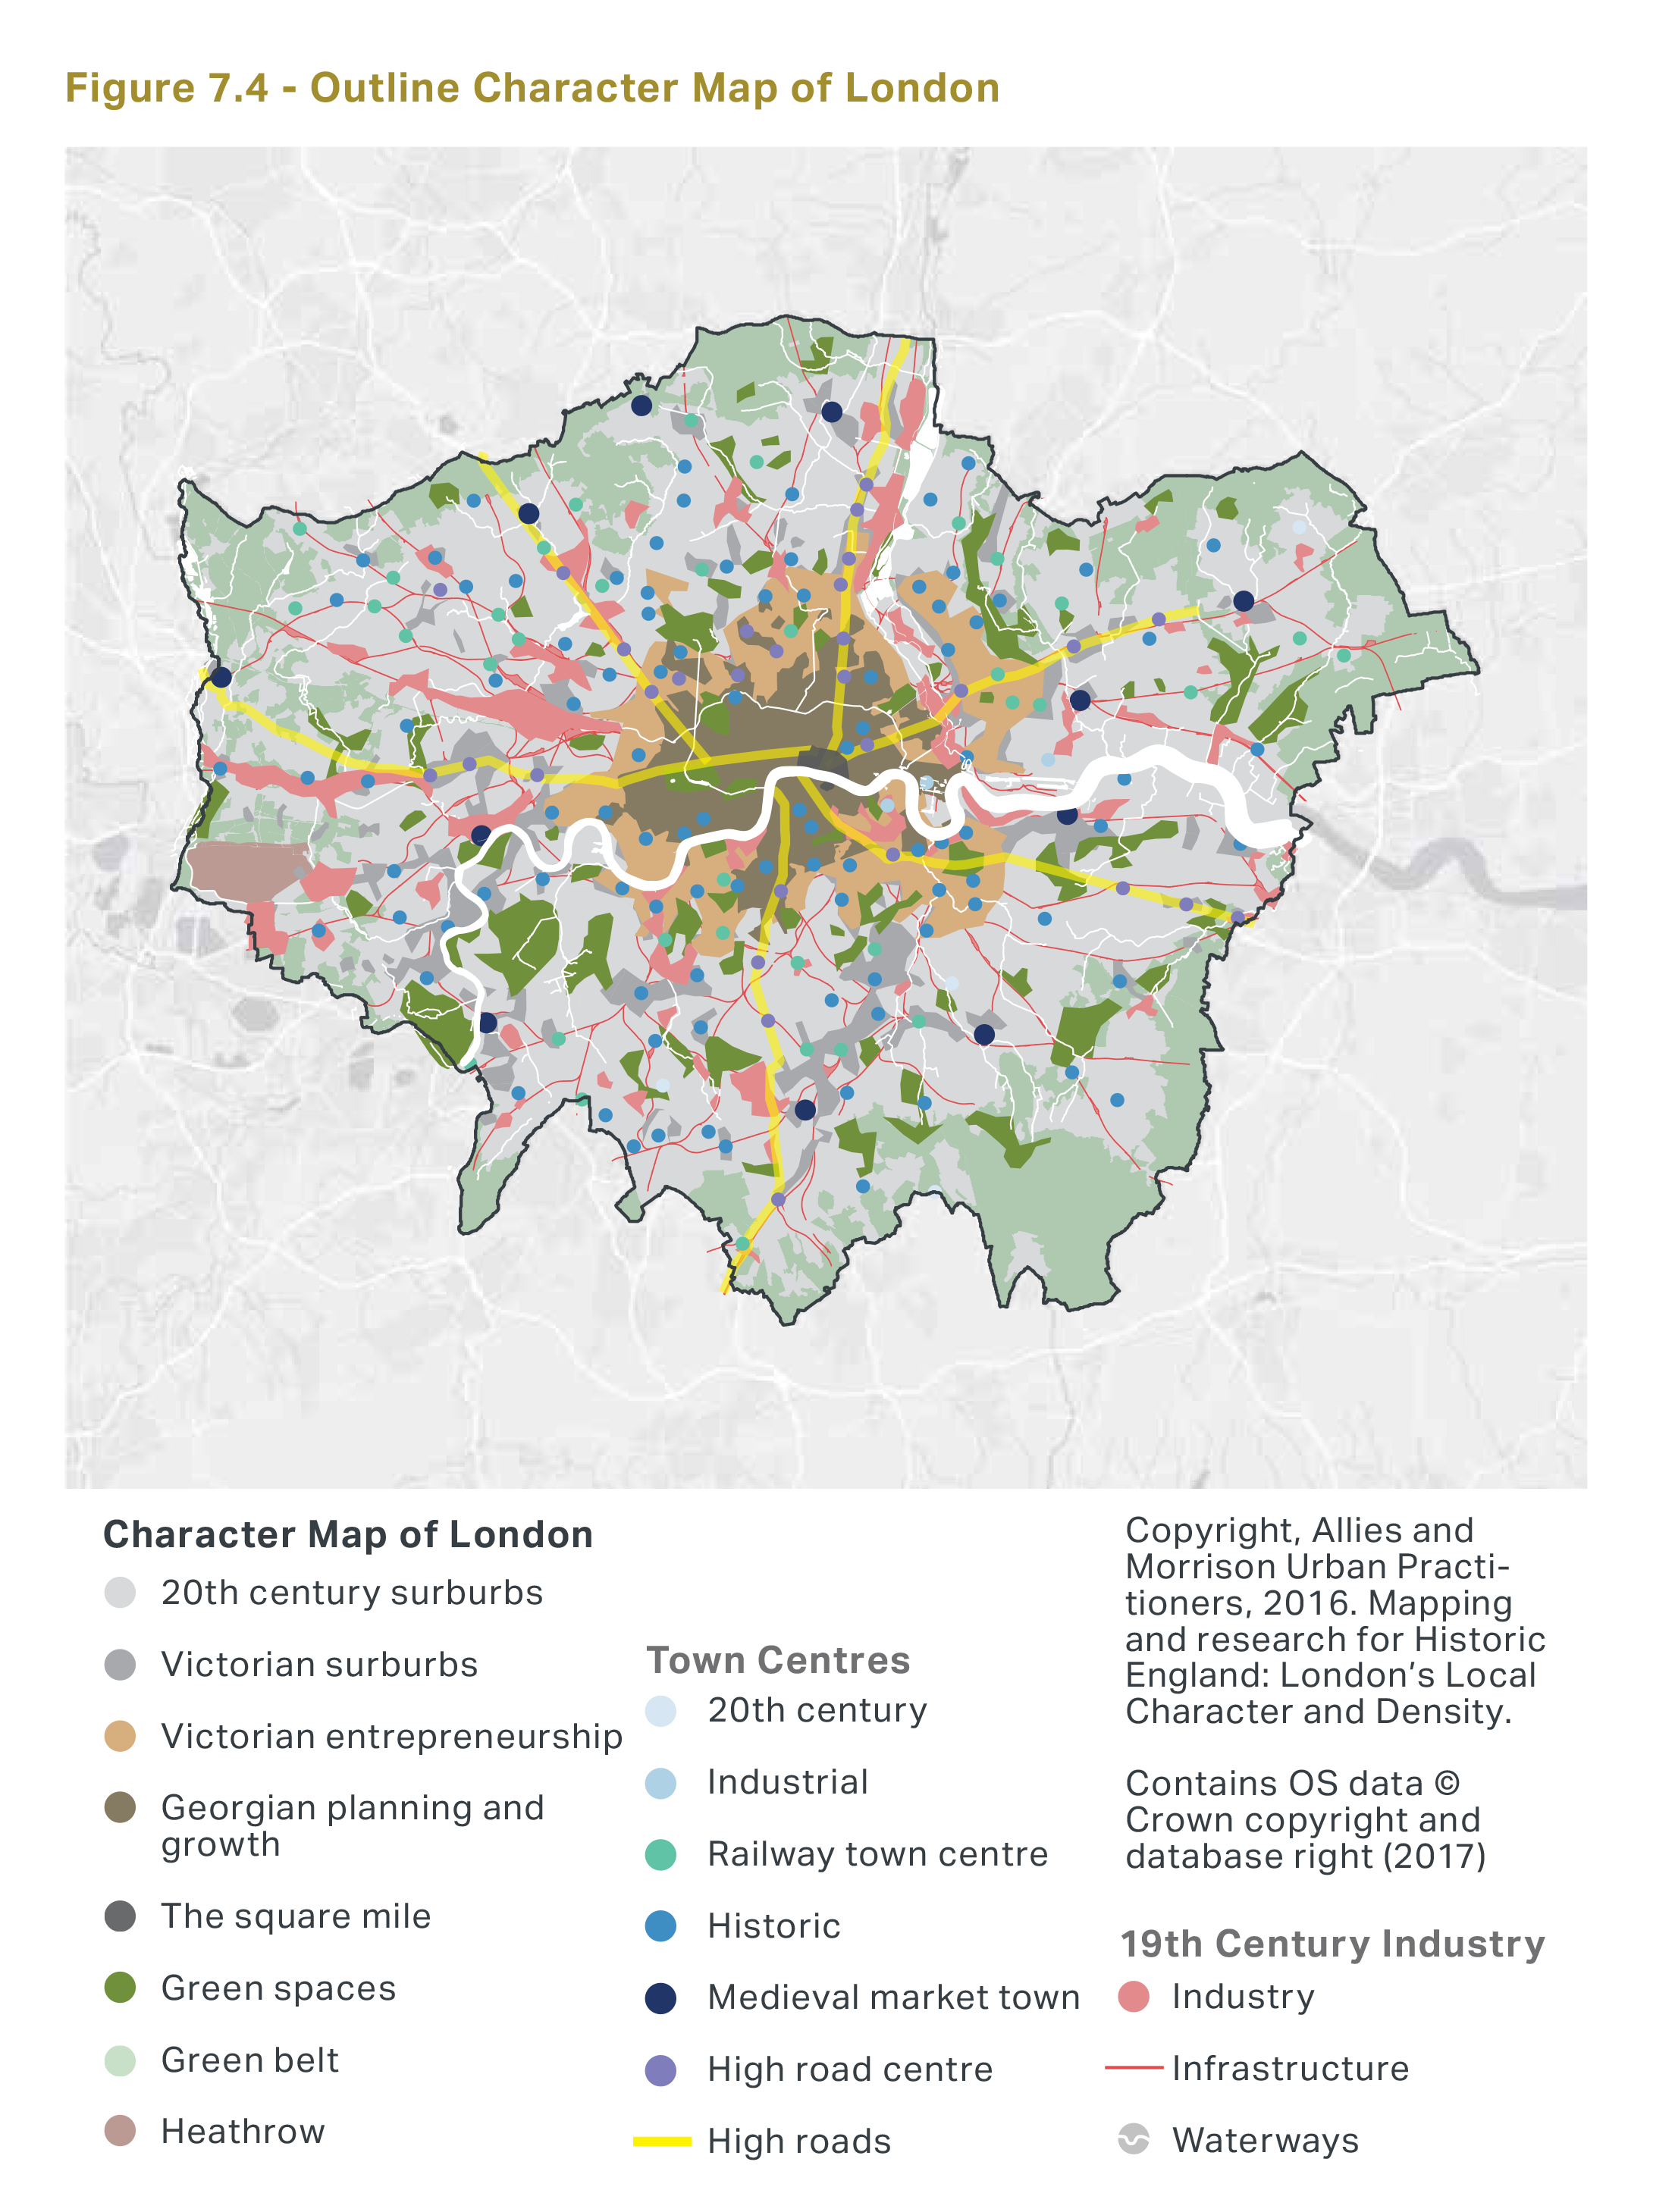 Figure 7.4 - Outline Character Map of London
Character Map of London
20th century surburbs
Victorian surburbs
Victorian entrepreneurship
Georgian planning and
growth
The square mile
Green spaces
Green belt
Heathrow
Town Centres
20th century
Industrial
Railway town centre
Historic
Medieval market town
High road centre
High roads
Copyright, Allies and
Morrison Urban Practi-
tioners, 2016. Mapping
and research for Historic
England: London’s Local
Character and Density.
Contains OS data ©
Crown copyright and
database right (2017)
19th Century Industry
Industry
Infrastructure
Waterways